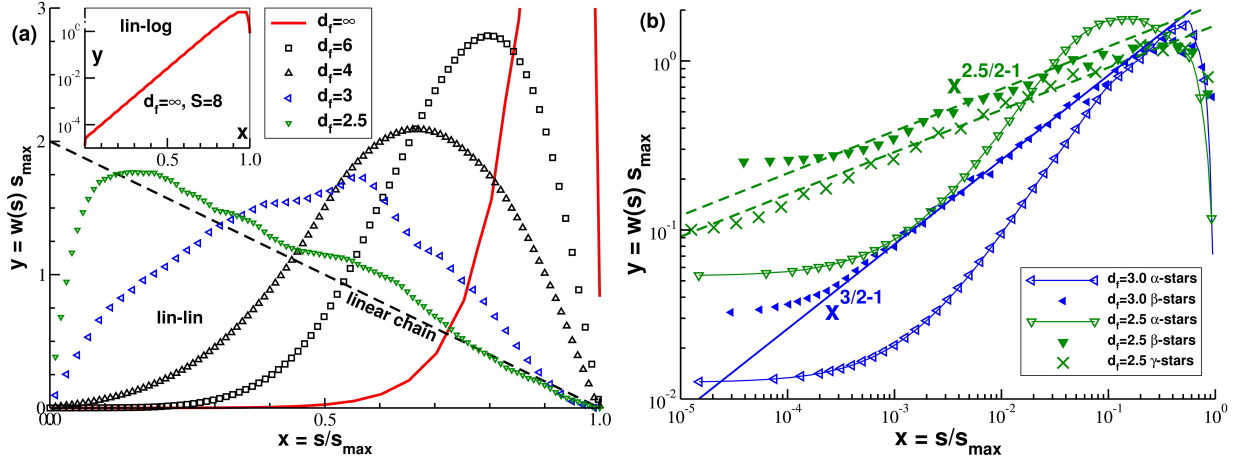 (a)
3
2
1
0
0.0
0.5
1.0
y = w(s) s_max
x = s/s_max
lin-log
10^0
10^-2
10^-4
y
d_f=∞, S=8
0.5
x
1.0
d_f=∞
d_f=6
d_f=4
d_f=3
d_f=2.5
lin-lin
linear chain
(b)
10^0
10^-1
10^-2
10^-5
10^-4
10^-3
10^-2
10^-1
10^0
y = w(s) s_max
x = s/s_max
x^2.5/2-1
x^3/2-1
d_f=3.0 α-stars
d_f=3.0 β-stars
d_f=2.5 α-stars
d_f=2.5 β-stars
d_f=2.5 γ-stars